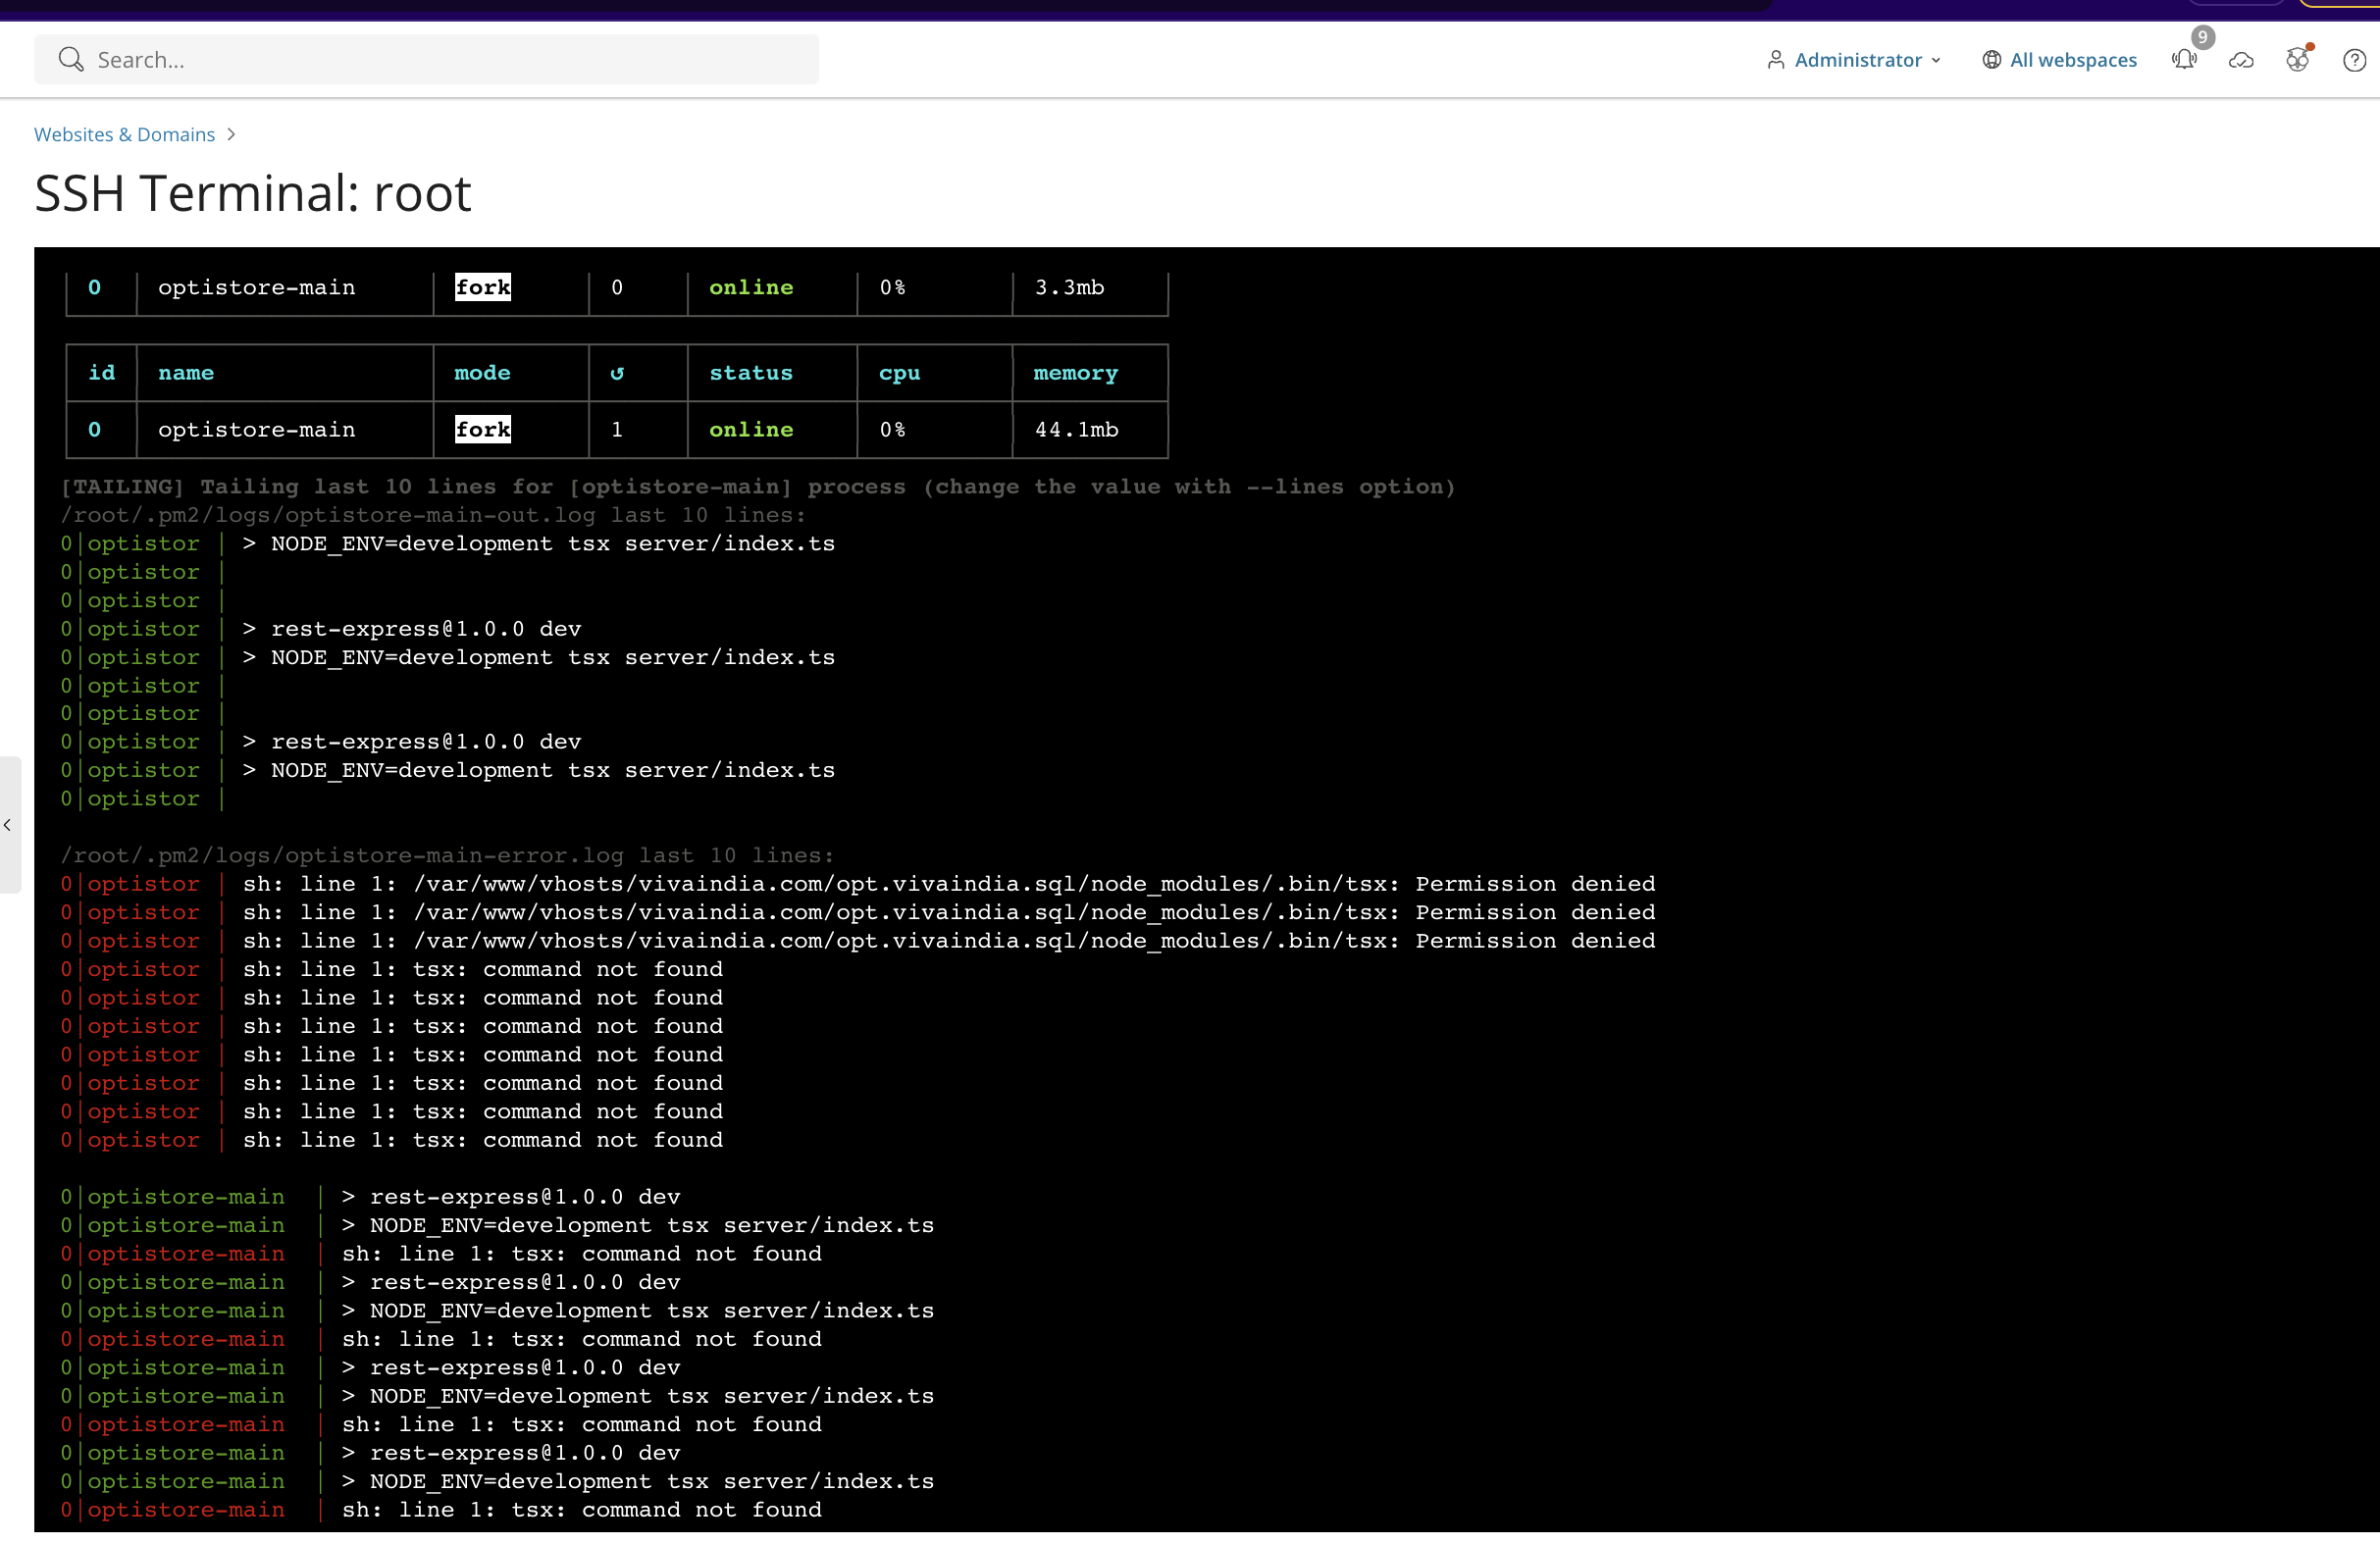 Search...
Administrator
All webspaces
9
Websites & Domains >
SSH Terminal: root
0 optistore-main fork 0 online 0% 3.3mb
id name mode ↺ status cpu memory
0 optistore-main fork 1 online 0% 44.1mb
[TAILING] Tailing last 10 lines for [optistore-main] process (change the value with --lines option)
/root/.pm2/logs/optistore-main-out.log last 10 lines:
0|optistor | > NODE_ENV=development tsx server/index.ts
0|optistor |
0|optistor |
0|optistor | > rest-express@1.0.0 dev
0|optistor | > NODE_ENV=development tsx server/index.ts
0|optistor |
0|optistor |
0|optistor | > rest-express@1.0.0 dev
0|optistor | > NODE_ENV=development tsx server/index.ts
0|optistor |
/root/.pm2/logs/optistore-main-error.log last 10 lines:
0|optistor | sh: line 1: /var/www/vhosts/vivaindia.com/opt.vivaindia.sql/node_modules/.bin/tsx: Permission denied
0|optistor | sh: line 1: /var/www/vhosts/vivaindia.com/opt.vivaindia.sql/node_modules/.bin/tsx: Permission denied
0|optistor | sh: line 1: /var/www/vhosts/vivaindia.com/opt.vivaindia.sql/node_modules/.bin/tsx: Permission denied
0|optistor | sh: line 1: tsx: command not found
0|optistor | sh: line 1: tsx: command not found
0|optistor | sh: line 1: tsx: command not found
0|optistor | sh: line 1: tsx: command not found
0|optistor | sh: line 1: tsx: command not found
0|optistor | sh: line 1: tsx: command not found
0|optistor | sh: line 1: tsx: command not found
0|optistore-main | > rest-express@1.0.0 dev
0|optistore-main | > NODE_ENV=development tsx server/index.ts
0|optistore-main | sh: line 1: tsx: command not found
0|optistore-main | > rest-express@1.0.0 dev
0|optistore-main | > NODE_ENV=development tsx server/index.ts
0|optistore-main | sh: line 1: tsx: command not found
0|optistore-main | > rest-express@1.0.0 dev
0|optistore-main | > NODE_ENV=development tsx server/index.ts
0|optistore-main | sh: line 1: tsx: command not found
0|optistore-main | > rest-express@1.0.0 dev
0|optistore-main | > NODE_ENV=development tsx server/index.ts
0|optistore-main | sh: line 1: tsx: command not found